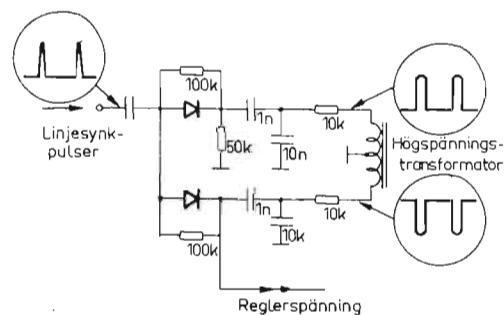 100k
1n
10k
Linjesynk-
pulser
50k
10n
Högspännings-
transformator
1n
10k
10k
100k
Reglerspänning